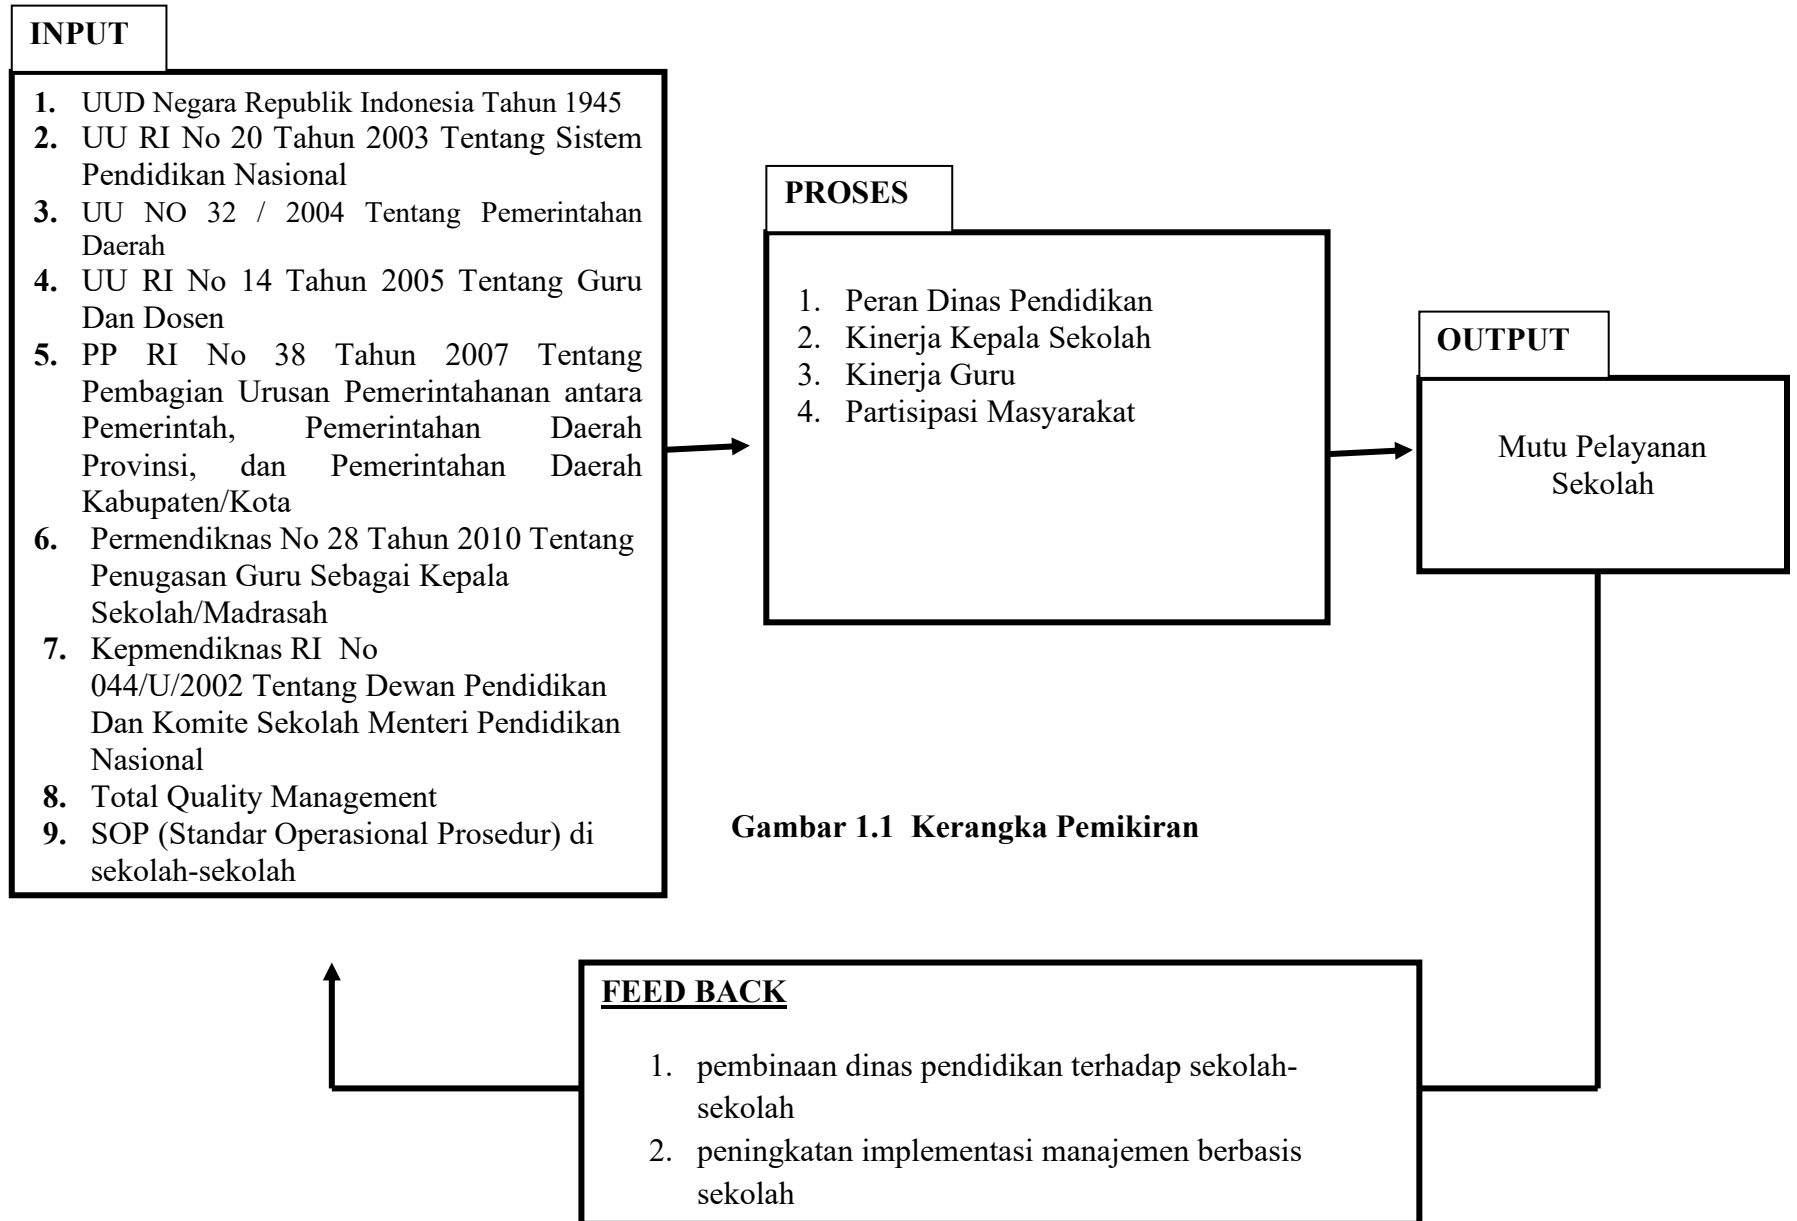 INPUT
1. UUD Negara Republik Indonesia Tahun 1945
2. UU RI No 20 Tahun 2003 Tentang Sistem
Pendidikan Nasional
3. UU NO 32 / 2004 Tentang Pemerintahan
Daerah
4. UU RI No 14 Tahun 2005 Tentang Guru
Dan Dosen
5. PP RI No 38 Tahun 2007 Tentang
Pembagian Urusan Pemerintahanan antara
Pemerintah, Pemerintahan Daerah
Provinsi, dan Pemerintahan Daerah
Kabupaten/Kota
6. Permendiknas No 28 Tahun 2010 Tentang
Penugasan Guru Sebagai Kepala
Sekolah/Madrasah
7. Kepmendiknas RI No
044/U/2002 Tentang Dewan Pendidikan
Dan Komite Sekolah Menteri Pendidikan
Nasional
8. Total Quality Management
9. SOP (Standar Operasional Prosedur) di
sekolah-sekolah
PROSES
1. Peran Dinas Pendidikan
2. Kinerja Kepala Sekolah
3. Kinerja Guru
4. Partisipasi Masyarakat
OUTPUT
Mutu Pelayanan
Sekolah
Gambar 1.1 Kerangka Pemikiran
FEED BACK
1. pembinaan dinas pendidikan terhadap sekolah-
sekolah
2. peningkatan implementasi manajemen berbasis
sekolah